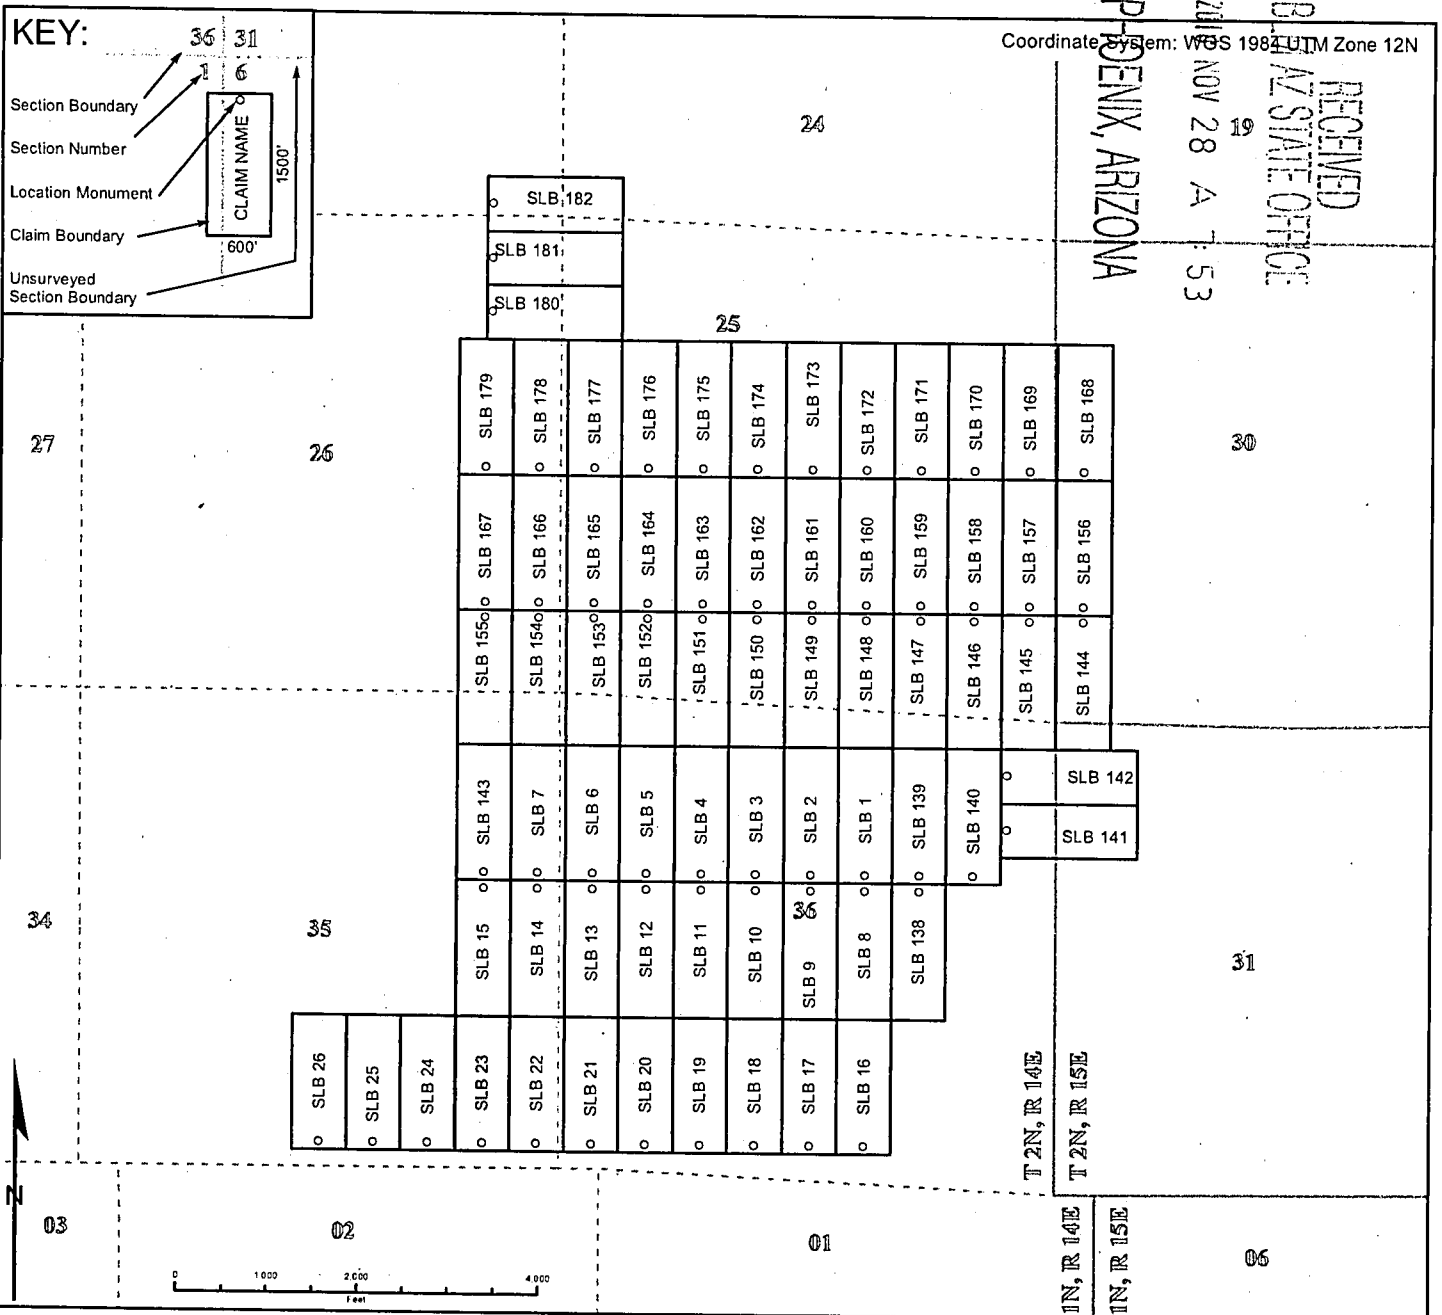 KEY:
36 31
1 6
Section Boundary
Section Number
Location Monument
Claim Boundary
Unsurveyed
Section Boundary
CLAIM NAME
1500'
600'
Coordinate System: WGS 1984 UTM Zone 12N
RECEIVED
AZ STATE OFFICE
NOV 28 A 7:53
PHOENIX, ARIZONA
24
19
SLB 182
SLB 181
SLB 180
25
27
26
30
SLB 179
SLB 178
SLB 177
SLB 176
SLB 175
SLB 174
SLB 173
SLB 172
SLB 171
SLB 170
SLB 169
SLB 168
SLB 167
SLB 166
SLB 165
SLB 164
SLB 163
SLB 162
SLB 161
SLB 160
SLB 159
SLB 158
SLB 157
SLB 156
SLB 155
SLB 154
SLB 153
SLB 152
SLB 151
SLB 150
SLB 149
SLB 148
SLB 147
SLB 146
SLB 145
SLB 144
SLB 143
SLB 7
SLB 6
SLB 5
SLB 4
SLB 3
SLB 2
SLB 1
SLB 139
SLB 140
SLB 142
SLB 141
34
35
36
31
SLB 15
SLB 14
SLB 13
SLB 12
SLB 11
SLB 10
SLB 9
SLB 8
SLB 138
SLB 26
SLB 25
SLB 24
SLB 23
SLB 22
SLB 21
SLB 20
SLB 19
SLB 18
SLB 17
SLB 16
T 2N, R 14E
T 2N, R 15E
N
03
02
01
06
1N, R 14E
1N, R 15E
0 1,000 2,000 4,000
Feet